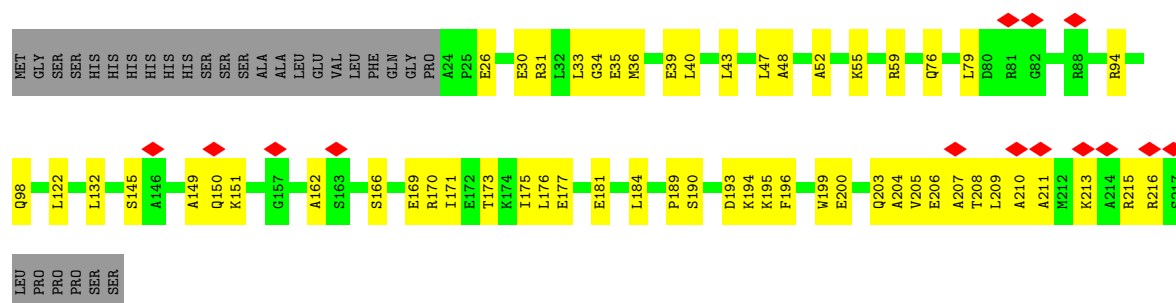 MET GLY SER SER HIS HIS HIS HIS HIS HIS SER SER SER ALA ALA LEU GLU VAL LEU PHE GLN GLY PRO A24 P25 E26 E30 R31 L32 L33 G34 E35 M36 E39 L40 L43 L47 A48 A52 K55 R59 Q76 L79 D80 R81 G82 R88 R94
Q98 L122 L132 S145 A146 A149 Q150 K151 G157 A162 S163 S166 E169 R170 I171 E172 T173 K174 I175 L176 E177 E181 L184 P189 S190 D193 K194 K195 F196 W199 E200 Q203 A204 V205 E206 A207 T208 L209 A210 A211 M212 K213 A214 R215 R216
LEU PRO PRO PRO SER SER